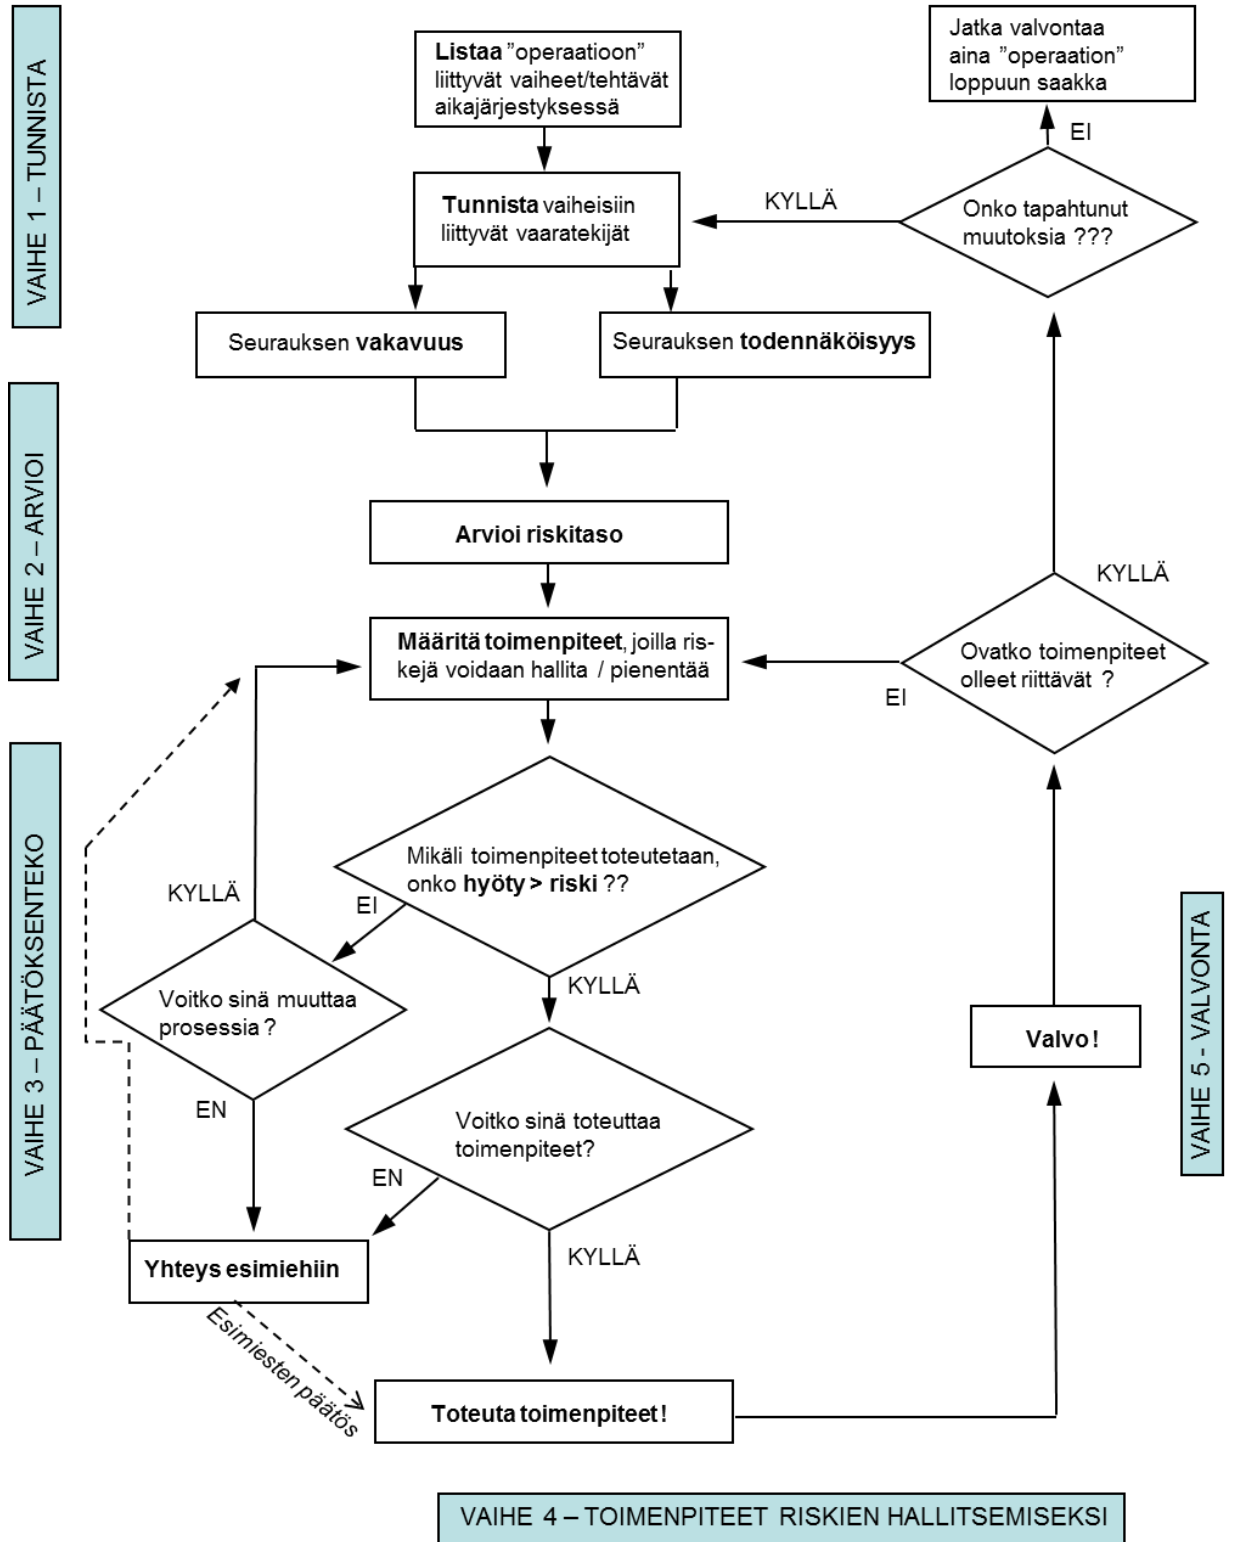 VAIHE 1 – TUNNISTA
Listaa ”operaatioon”
liittyvät vaiheet/tehtävät
aikajärjestyksessä
Jatka valvontaa
aina ”operaation”
loppuun saakka
EI
Tunnista vaiheisiin
liittyvät vaaratekijät
KYLLÄ
Onko tapahtunut
muutoksia ???
Seurauksen vakavuus
Seurauksen todennäköisyys
VAIHE 2 – ARVIOI
Arvioi riskitaso
KYLLÄ
Määritä toimenpiteet, joilla ris-
kejä voidaan hallita / pienentää
Ovatko toimenpiteet
olleet riittävät ?
EI
VAIHE 3 – PÄÄTÖKSENTEKO
Mikäli toimenpiteet toteutetaan,
onko hyöty > riski ??
KYLLÄ
EI
KYLLÄ
Voitko sinä muuttaa
prosessia ?
EN
Voitko sinä toteuttaa
toimenpiteet?
EN
KYLLÄ
Valvo !
VAIHE 5 - VALVONTA
Yhteys esimiehiin
Esimiesten päätös
Toteuta toimenpiteet !
VAIHE 4 – TOIMENPITEET RISKIEN HALLITSEMISEKSI